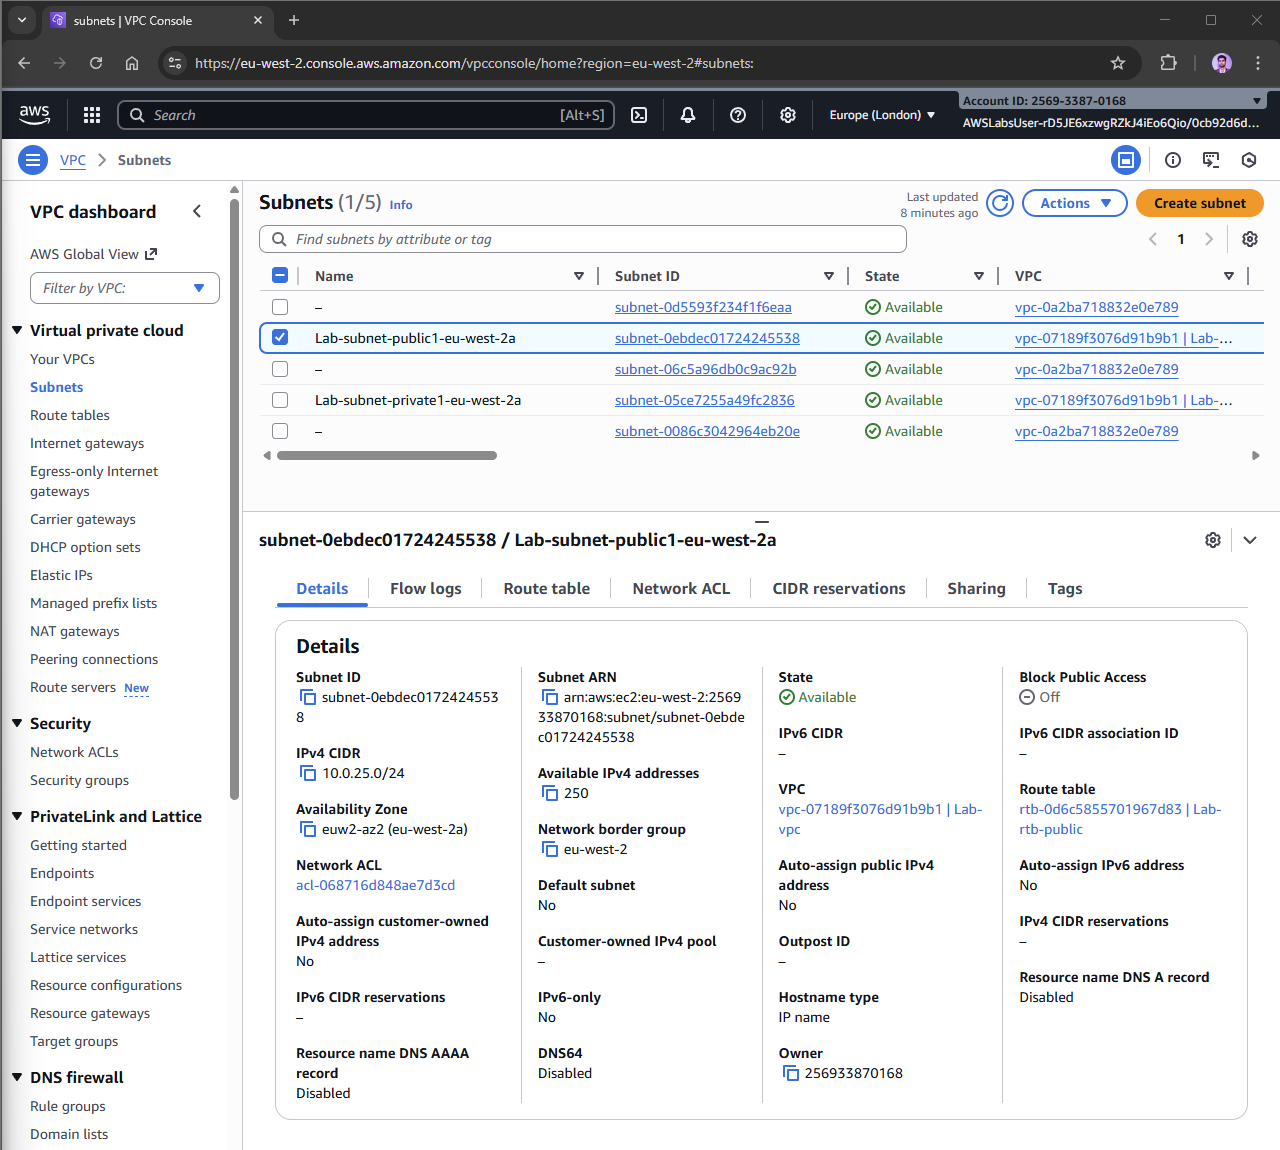 subnets | VPC Console
https://eu-west-2.console.aws.amazon.com/vpcconsole/home?region=eu-west-2#subnets:
aws
Search
[Alt+S]
Europe (London)
Account ID: 2569-3387-0168
AWSLabsUser-rD5JE6xzwgRZkJ4iEo6Qio/0cb92d6d...
VPC
Subnets
VPC dashboard
AWS Global View
Filter by VPC:
Virtual private cloud
Your VPCs
Subnets
Route tables
Internet gateways
Egress-only Internet
gateways
Carrier gateways
DHCP option sets
Elastic IPs
Managed prefix lists
NAT gateways
Peering connections
Route servers New
Security
Network ACLs
Security groups
PrivateLink and Lattice
Getting started
Endpoints
Endpoint services
Service networks
Lattice services
Resource configurations
Resource gateways
Target groups
DNS firewall
Rule groups
Domain lists
Subnets (1/5) Info
Last updated
8 minutes ago
Actions
Create subnet
Find subnets by attribute or tag
1
Name Subnet ID State VPC
– subnet-0d5593f234f1f6eaa Available vpc-0a2ba718832e0e789
Lab-subnet-public1-eu-west-2a subnet-0ebdec01724245538 Available vpc-07189f3076d91b9b1 | Lab-...
– subnet-06c5a96db0c9ac92b Available vpc-0a2ba718832e0e789
Lab-subnet-private1-eu-west-2a subnet-05ce7255a49fc2836 Available vpc-07189f3076d91b9b1 | Lab-...
– subnet-0086c3042964eb20e Available vpc-0a2ba718832e0e789
subnet-0ebdec01724245538 / Lab-subnet-public1-eu-west-2a
Details Flow logs Route table Network ACL CIDR reservations Sharing Tags
Details
Subnet ID
subnet-0ebdec0172424553
8
IPv4 CIDR
10.0.25.0/24
Availability Zone
euw2-az2 (eu-west-2a)
Network ACL
acl-068716d848ae7d3cd
Auto-assign customer-owned
IPv4 address
No
IPv6 CIDR reservations
–
Resource name DNS AAAA
record
Disabled
Subnet ARN
arn:aws:ec2:eu-west-2:2569
33870168:subnet/subnet-0ebde
c01724245538
Available IPv4 addresses
250
Network border group
eu-west-2
Default subnet
No
Customer-owned IPv4 pool
–
IPv6-only
No
DNS64
Disabled
State
Available
IPv6 CIDR
–
VPC
vpc-07189f3076d91b9b1 | Lab-
vpc
Auto-assign public IPv4
address
No
Outpost ID
–
Hostname type
IP name
Owner
256933870168
Block Public Access
Off
IPv6 CIDR association ID
–
Route table
rtb-0d6c5855701967d83 | Lab-
rtb-public
Auto-assign IPv6 address
No
IPv4 CIDR reservations
–
Resource name DNS A record
Disabled